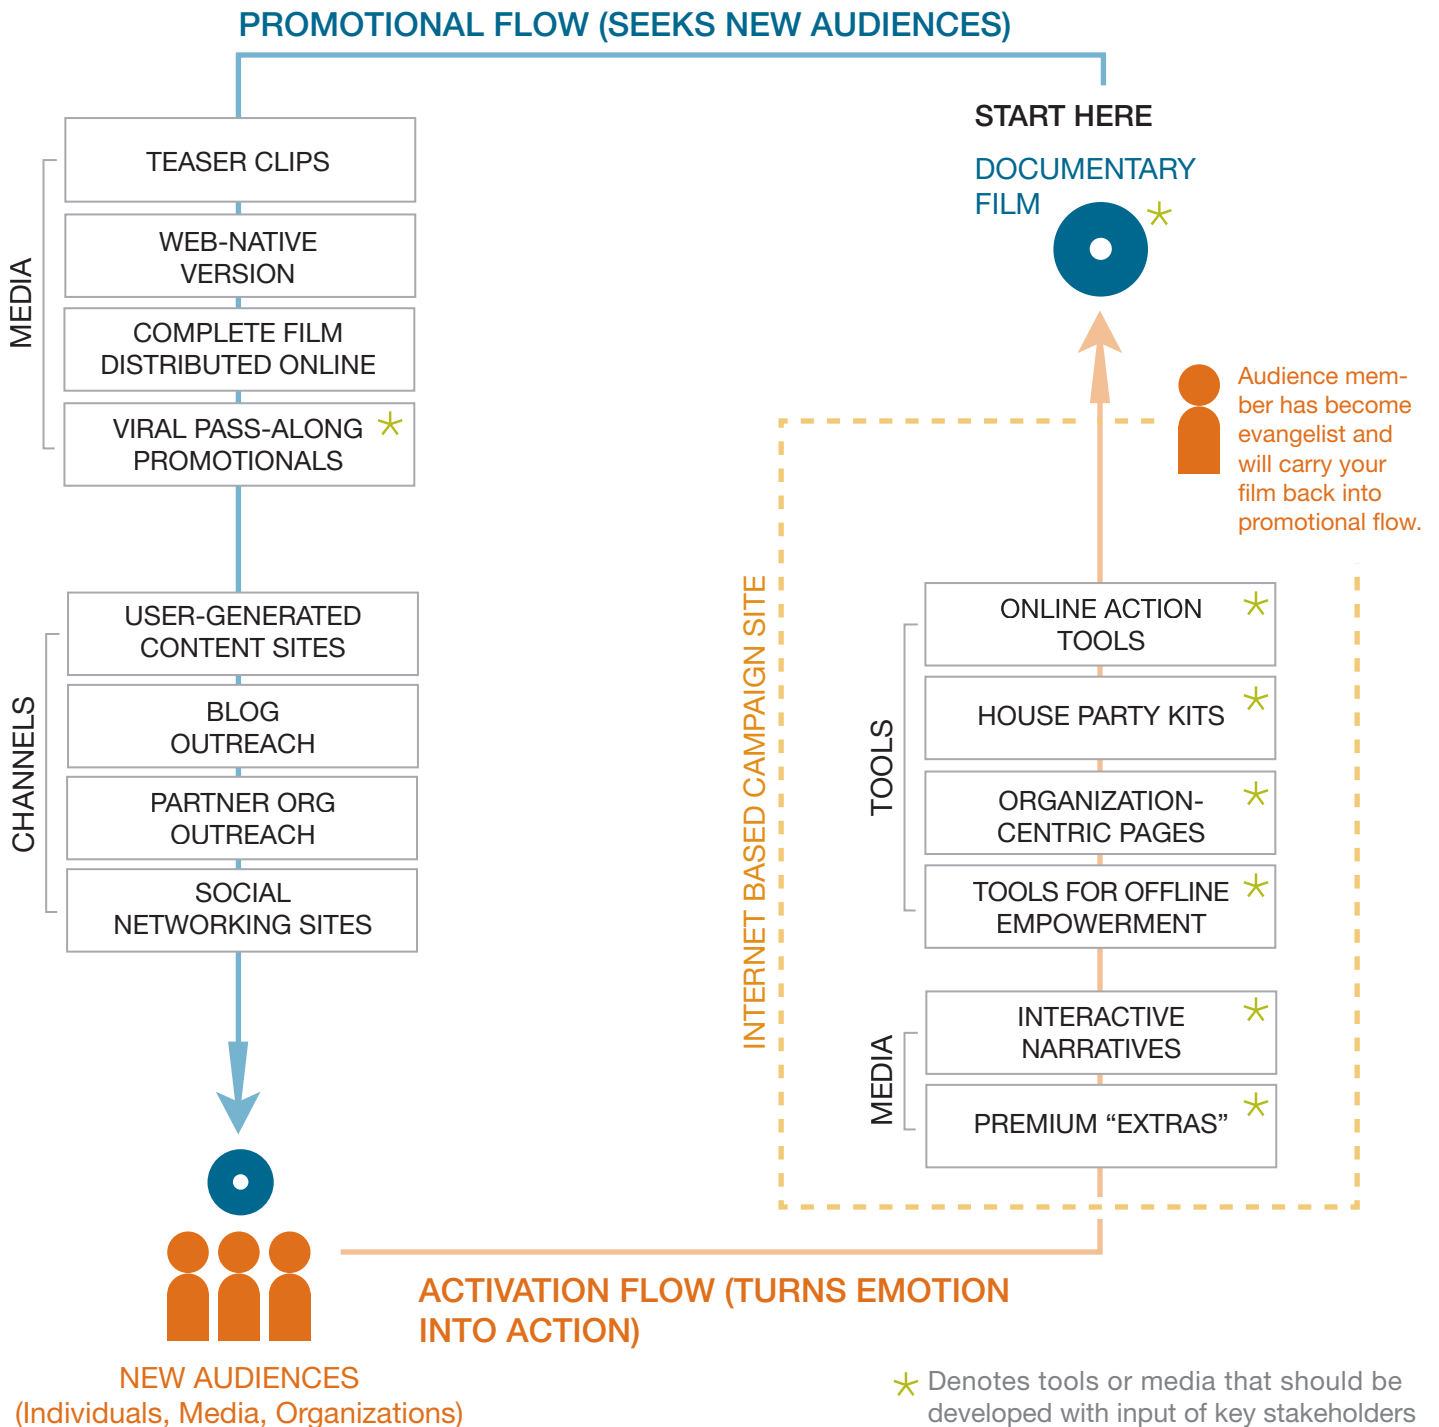 PROMOTIONAL FLOW (SEEKS NEW AUDIENCES)
START HERE
DOCUMENTARY
FILM
MEDIA
TEASER CLIPS
WEB-NATIVE
VERSION
COMPLETE FILM
DISTRIBUTED ONLINE
VIRAL PASS-ALONG
PROMOTIONALS
CHANNELS
USER-GENERATED
CONTENT SITES
BLOG
OUTREACH
PARTNER ORG
OUTREACH
SOCIAL
NETWORKING SITES
NEW AUDIENCES
(Individuals, Media, Organizations)
ACTIVATION FLOW (TURNS EMOTION
INTO ACTION)
Audience mem-
ber has become
evangelist and
will carry your
film back into
promotional flow.
INTERNET BASED CAMPAIGN SITE
TOOLS
ONLINE ACTION
TOOLS
HOUSE PARTY KITS
ORGANIZATION-
CENTRIC PAGES
TOOLS FOR OFFLINE
EMPOWERMENT
MEDIA
INTERACTIVE
NARRATIVES
PREMIUM “EXTRAS”
Denotes tools or media that should be
developed with input of key stakeholders